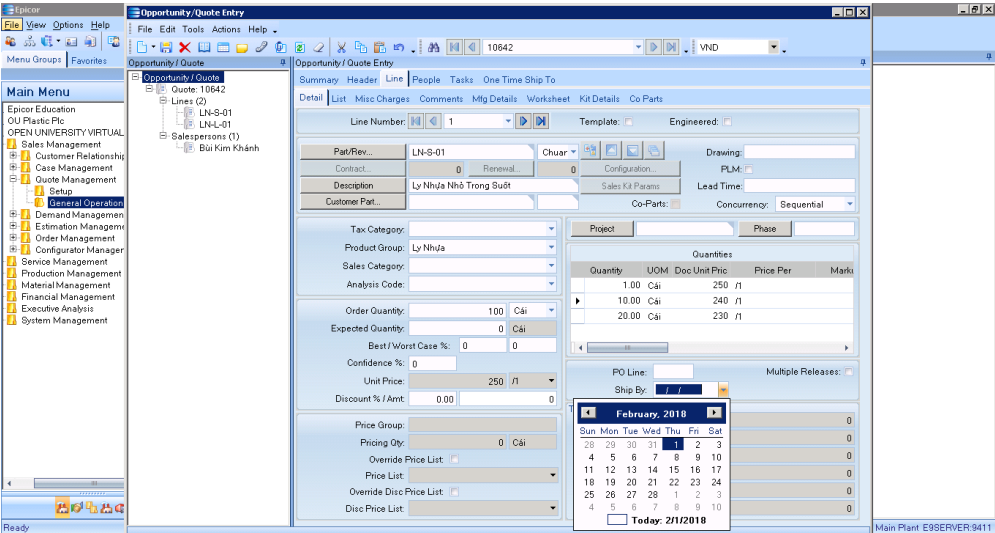 Epicor
File View Options Help
Menu Groups Favorites
Main Menu
Epicor Education
OU Plastic Plc
OPEN UNIVERSITY VIRTUAL
Sales Management
Customer Relationship
Case Management
Quote Management
Setup
General Operation
Demand Management
Estimation Manageme
Order Management
Configurator Manager
Service Management
Production Management
Material Management
Financial Management
Executive Analysis
System Management
Ready
Opportunity/Quote Entry
File Edit Tools Actions Help
10642 VND
Opportunity / Quote
Opportunity / Quote
Quote: 10642
Lines (2)
LN-S-01
LN-L-01
Salespersons (1)
Bùi Kim Khánh
Opportunity / Quote Entry
Summary Header Line People Tasks One Time Ship To
Detail List Misc Charges Comments Mfg Details Worksheet Kit Details Co Parts
Line Number: 1 Template: Engineered:
Part/Rev... LN-S-01 Chuar Drawing:
Contract... 0 Renewal... 0 Configuration... PLM:
Description Ly Nhựa Nhỏ Trong Suốt Sales Kit Params Lead Time:
Customer Part... Co-Parts: Concurrency: Sequential
Tax Category:
Product Group: Ly Nhựa
Sales Category:
Analysis Code:
Order Quantity: 100 Cái
Expected Quantity: 0 Cái
Best / Worst Case %: 0 0
Confidence %: 0
Unit Price: 250 /1
Discount % / Amt: 0.00 0
Price Group:
Pricing Qty: 0 Cái
Override Price List:
Price List:
Override Disc Price List:
Disc Price List:
Project Phase
Quantities
Quantity UOM Doc Unit Pric Price Per Marku
1.00 Cái 250 /1
10.00 Cái 240 /1
20.00 Cái 230 /1
PO Line: Multiple Releases:
Ship By: / /
February, 2018
Sun Mon Tue Wed Thu Fri Sat
28 29 30 31 1 2 3
4 5 6 7 8 9 10
11 12 13 14 15 16 17
18 19 20 21 22 23 24
25 26 27 28 1 2 3
4 5 6 7 8 9 10
Today: 2/1/2018
0
0
0
0
0
0
Main Plant E9SERVER:9411